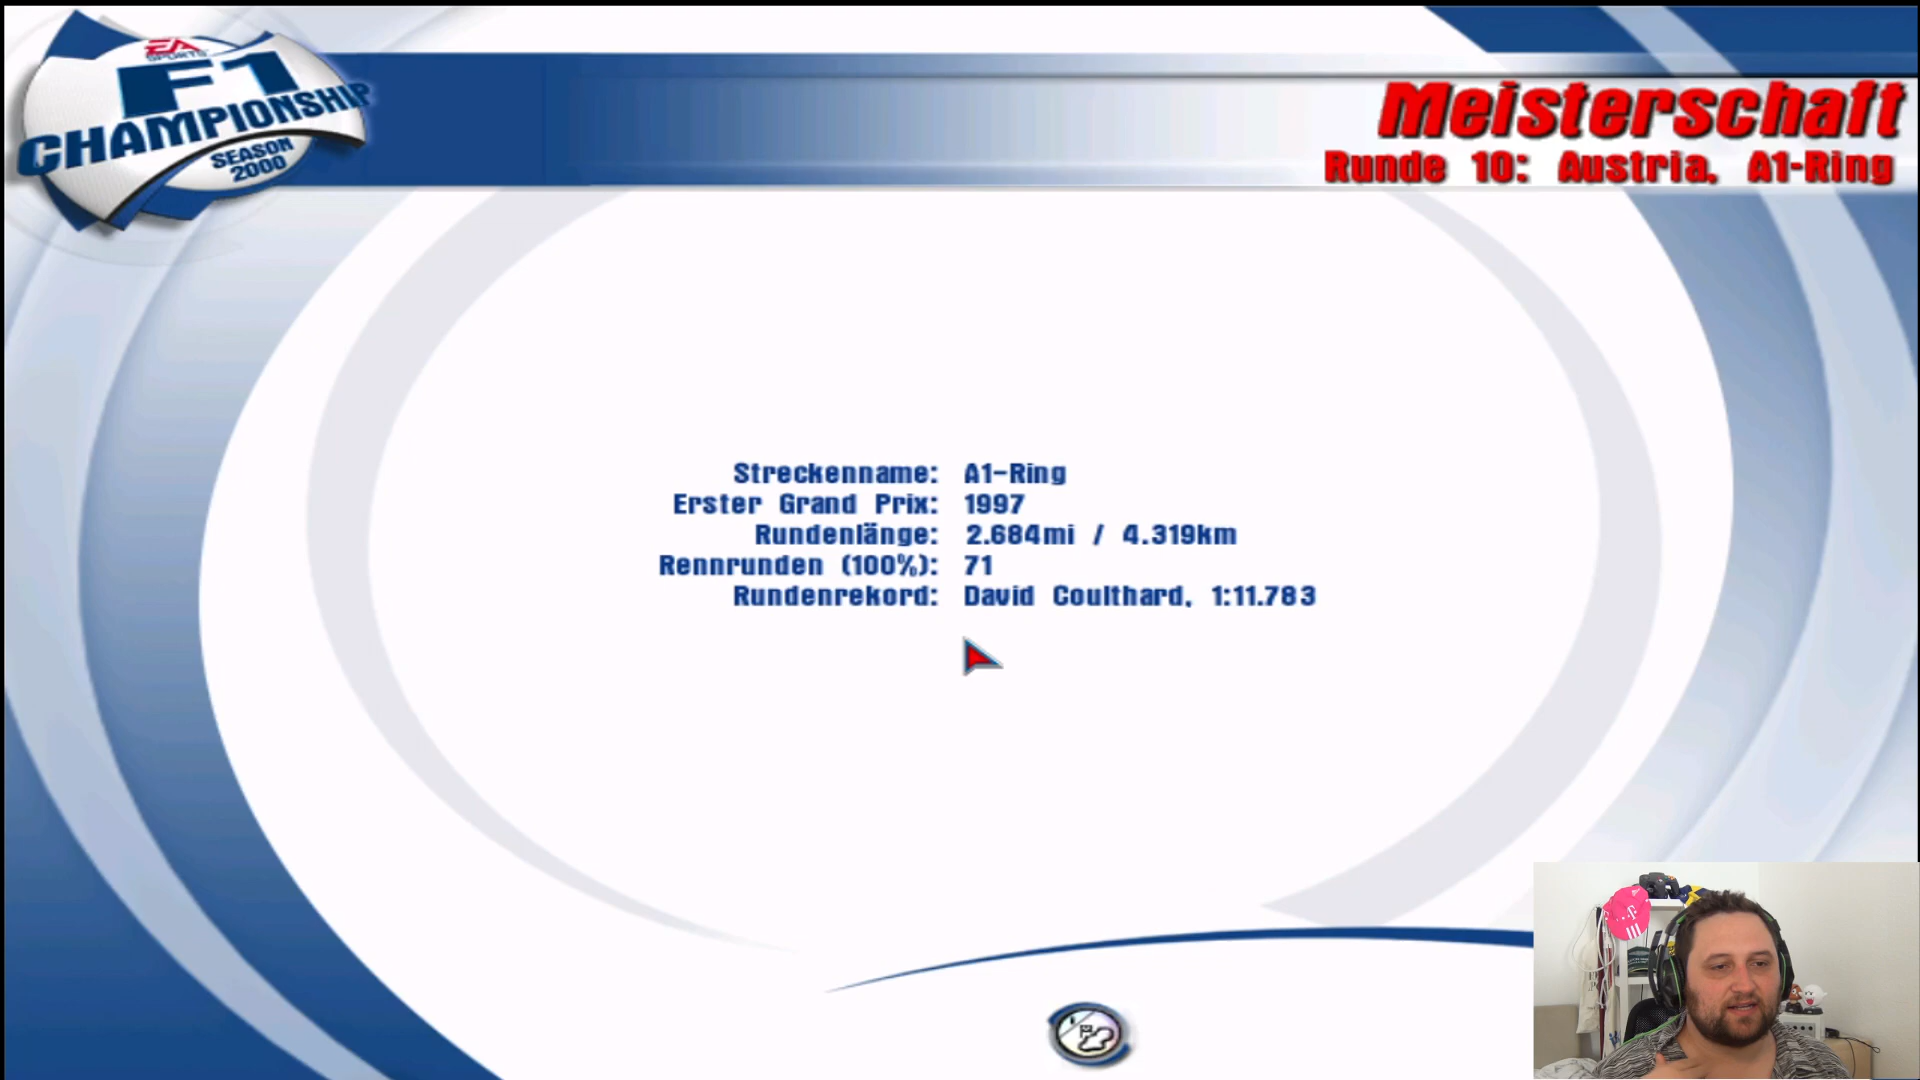 EA
SPORTS
F1
CHAMPIONSHIP
SEASON
2000
Meisterschaft
Runde 10: Austria, A1-Ring
Streckenname: A1-Ring
Erster Grand Prix: 1997
Rundenlänge: 2.684mi / 4.319km
Rennrunden (100%): 71
Rundenrekord: David Coulthard, 1:11.783
T